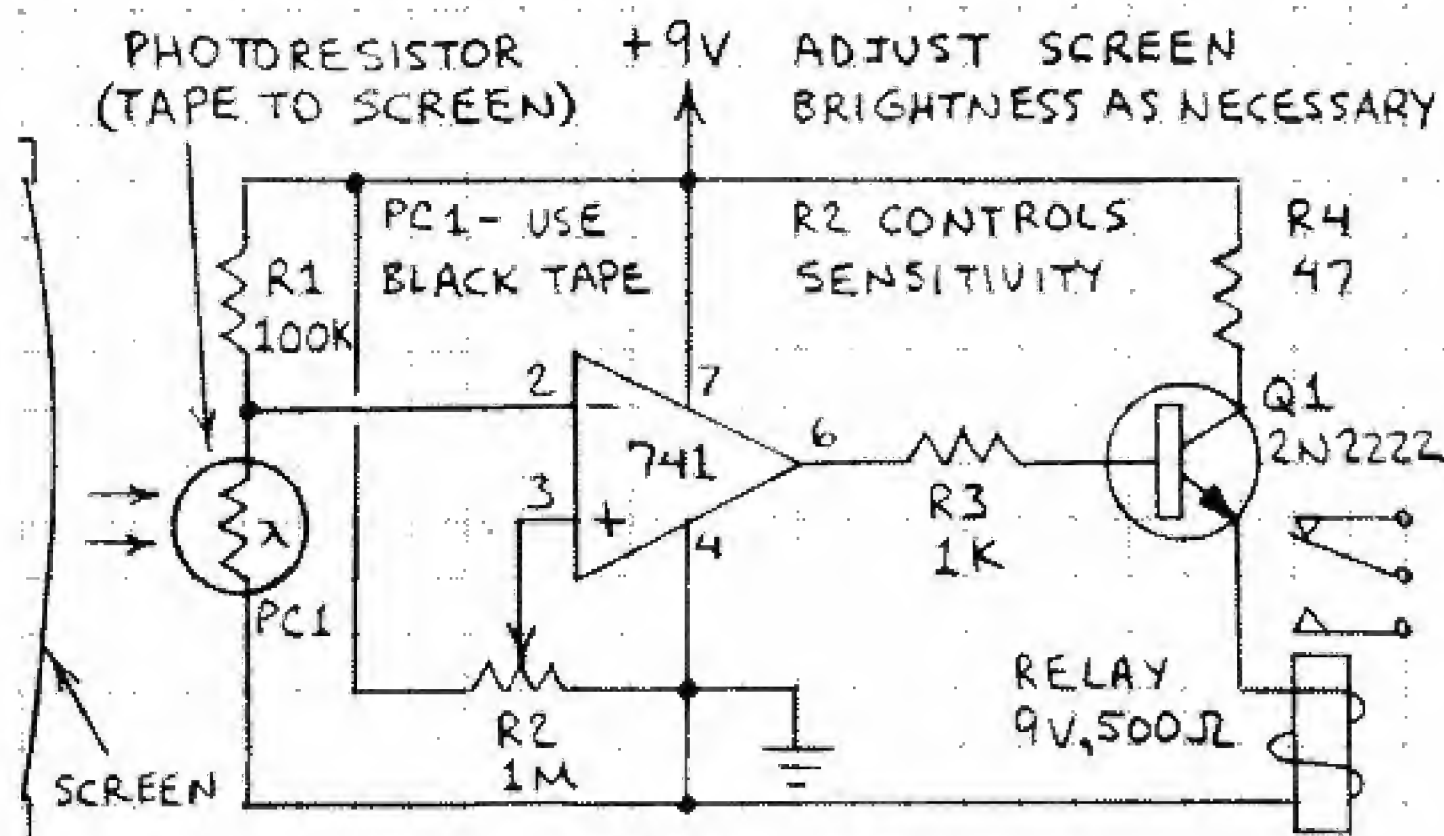 PHOTORESISTOR
(TAPE TO SCREEN)
+9V
ADJUST SCREEN
BRIGHTNESS AS NECESSARY
PC1- USE
BLACK TAPE
R2 CONTROLS
SENSITIVITY
R4
47
R1
100K
2
7
-
741
6
3
+
4
Q1
2N2222
R3
1K
λ
PC1
R2
1M
RELAY
9V,500Ω
SCREEN